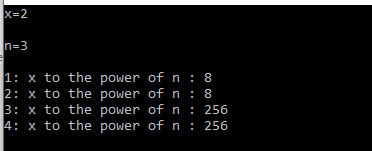 x=2
n=3
1: x to the power of n : 8
2: x to the power of n : 8
3: x to the power of n : 256
4: x to the power of n : 256